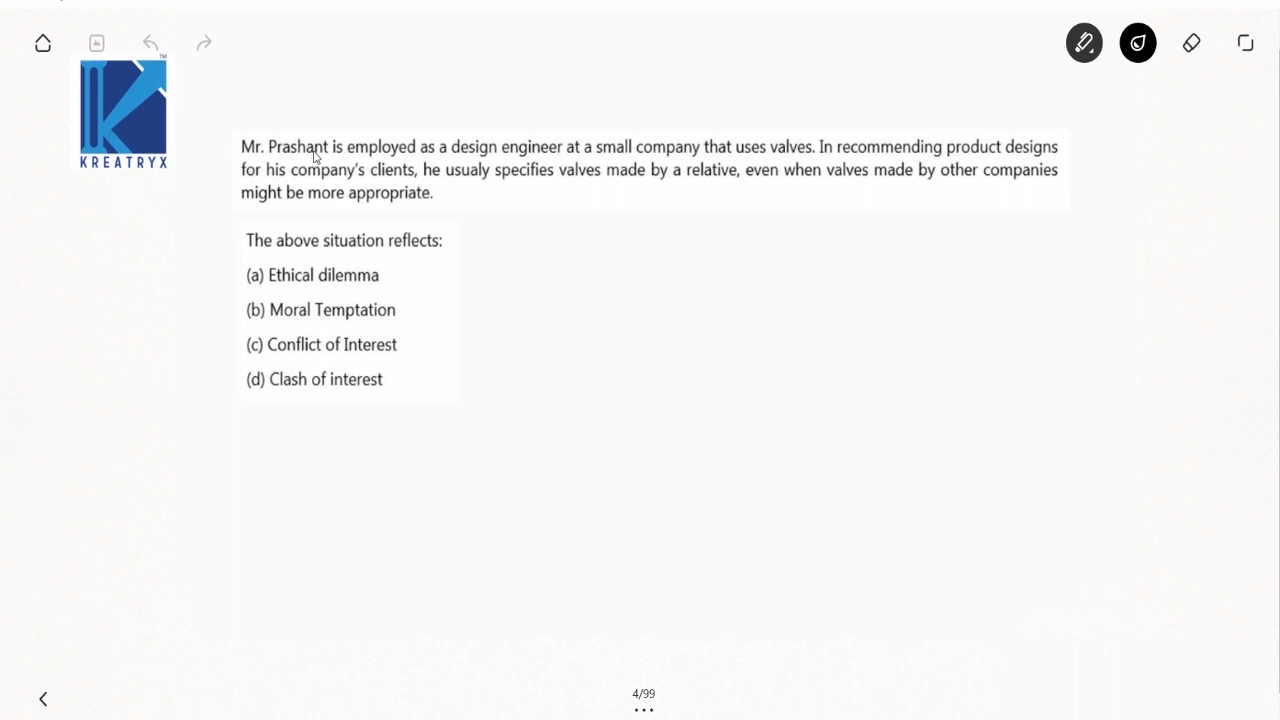 ™
KREATRYX
Mr. Prashant is employed as a design engineer at a small company that uses valves. In recommending product designs
for his company's clients, he usualy specifies valves made by a relative, even when valves made by other companies
might be more appropriate.
The above situation reflects:
(a) Ethical dilemma
(b) Moral Temptation
(c) Conflict of Interest
(d) Clash of interest
4/99